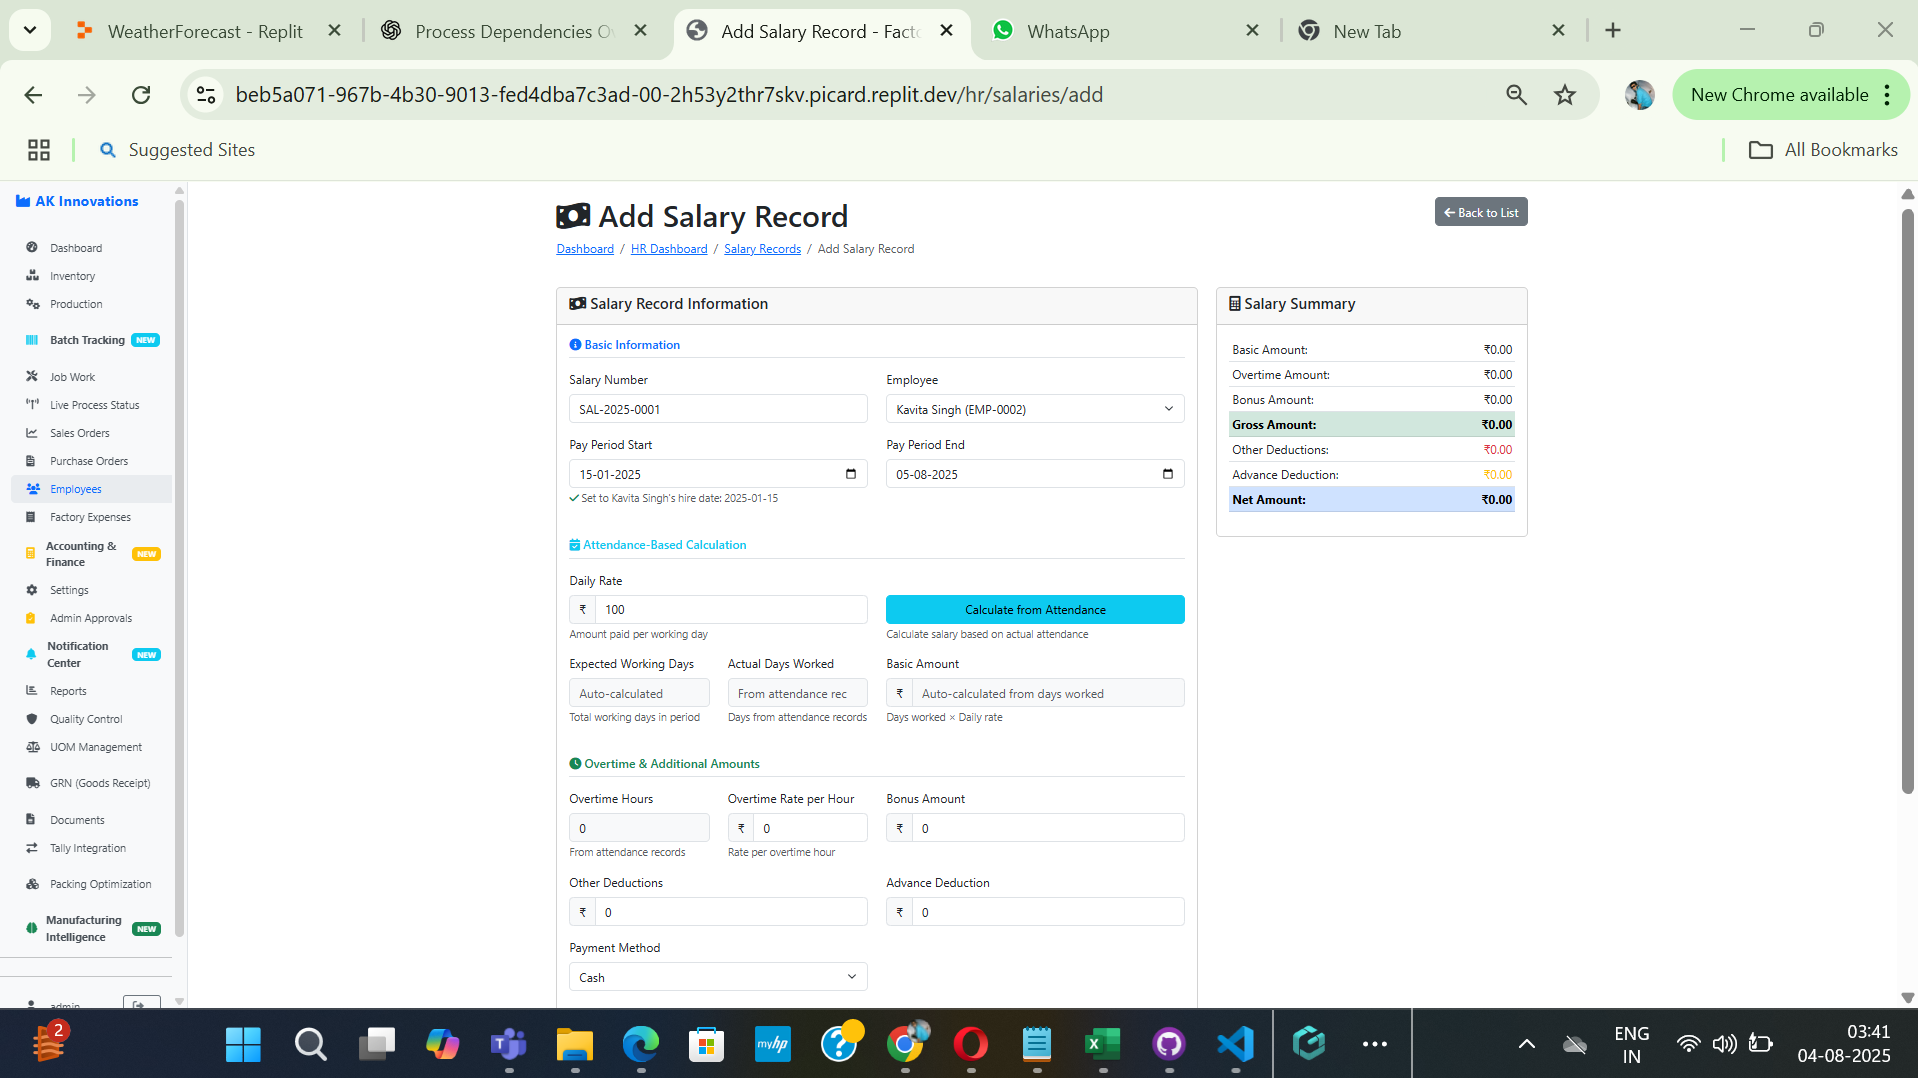 WeatherForecast - Replit
Process Dependencies Ov
Add Salary Record - Facto
WhatsApp
New Tab
beb5a071-967b-4b30-9013-fed4dba7c3ad-00-2h53y2thr7skv.picard.replit.dev/hr/salaries/add
New Chrome available
Suggested Sites
All Bookmarks
AK Innovations
Dashboard
Inventory
Production
Batch Tracking NEW
Job Work
Live Process Status
Sales Orders
Purchase Orders
Employees
Factory Expenses
Accounting &
Finance
NEW
Settings
Admin Approvals
Notification
Center
NEW
Reports
Quality Control
UOM Management
GRN (Goods Receipt)
Documents
Tally Integration
Packing Optimization
Manufacturing
Intelligence
NEW
admin
Add Salary Record
Back to List
Dashboard / HR Dashboard / Salary Records / Add Salary Record
Salary Record Information
Basic Information
Salary Number
Employee
SAL-2025-0001
Kavita Singh (EMP-0002)
Pay Period Start
Pay Period End
15-01-2025
05-08-2025
Set to Kavita Singh's hire date: 2025-01-15
Attendance-Based Calculation
Daily Rate
₹ 100
Calculate from Attendance
Amount paid per working day
Calculate salary based on actual attendance
Expected Working Days
Actual Days Worked
Basic Amount
Auto-calculated
From attendance rec
₹ Auto-calculated from days worked
Total working days in period
Days from attendance records
Days worked × Daily rate
Overtime & Additional Amounts
Overtime Hours
Overtime Rate per Hour
Bonus Amount
0
₹ 0
₹ 0
From attendance records
Rate per overtime hour
Other Deductions
Advance Deduction
₹ 0
₹ 0
Payment Method
Cash
Salary Summary
Basic Amount: ₹0.00
Overtime Amount: ₹0.00
Bonus Amount: ₹0.00
Gross Amount: ₹0.00
Other Deductions: ₹0.00
Advance Deduction: ₹0.00
Net Amount: ₹0.00
2
myhp
ENG
IN
03:41
04-08-2025